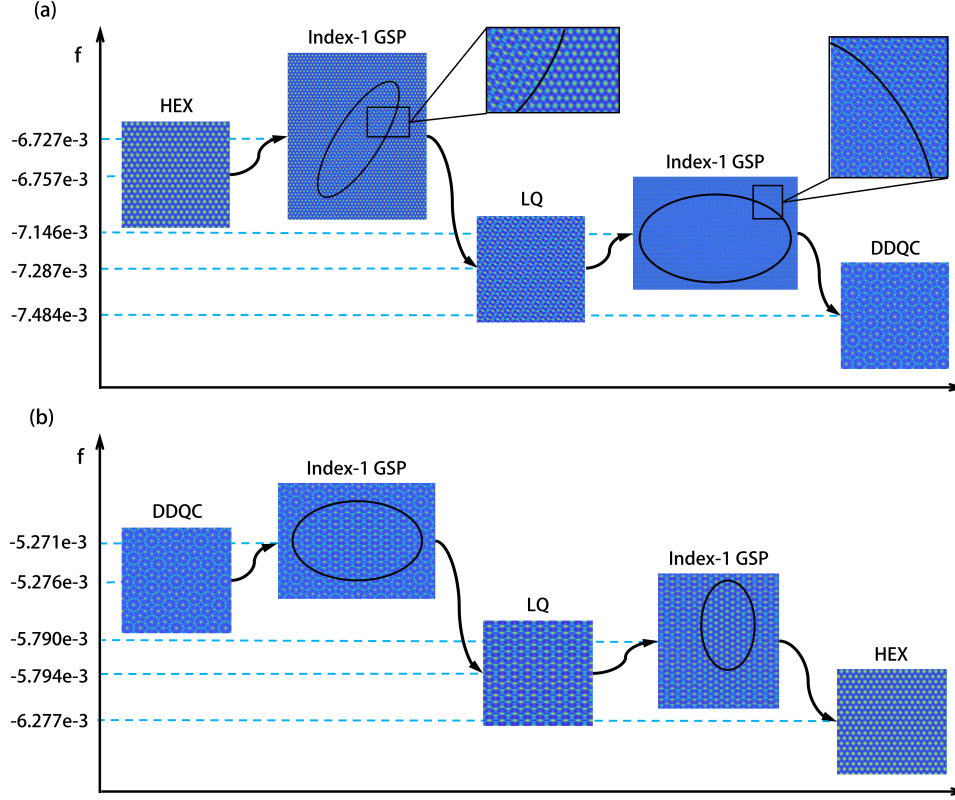 (a)
f
Index-1 GSP
HEX
-6.727e-3
-6.757e-3
Index-1 GSP
LQ
-7.146e-3
DDQC
-7.287e-3
-7.484e-3
(b)
f
Index-1 GSP
DDQC
-5.271e-3
Index-1 GSP
-5.276e-3
LQ
-5.790e-3
HEX
-5.794e-3
-6.277e-3